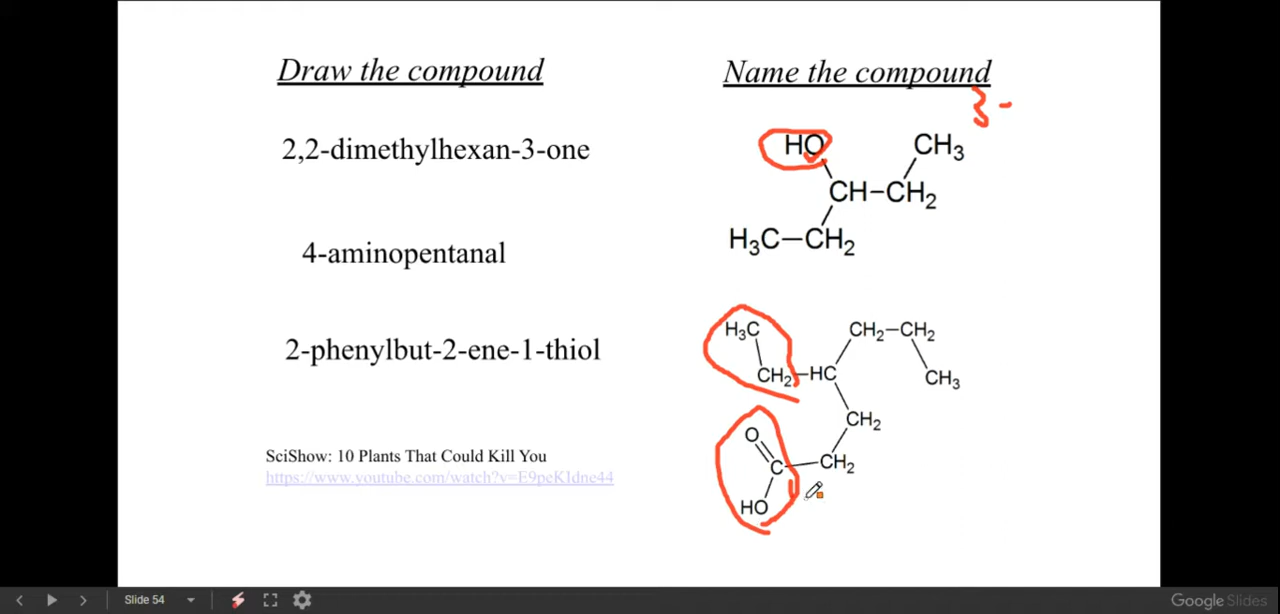 Draw the compound
2,2-dimethylhexan-3-one
4-aminopentanal
2-phenylbut-2-ene-1-thiol
SciShow: 10 Plants That Could Kill You
https://www.youtube.com/watch?v=E9peKIdne44
Name the compound
3-
HO
CH3
CH-CH2
H3C-CH2
H3C
CH2-CH2
CH2-HC
CH3
CH2
O
C
CH2
HO
Slide 54
Google Slides